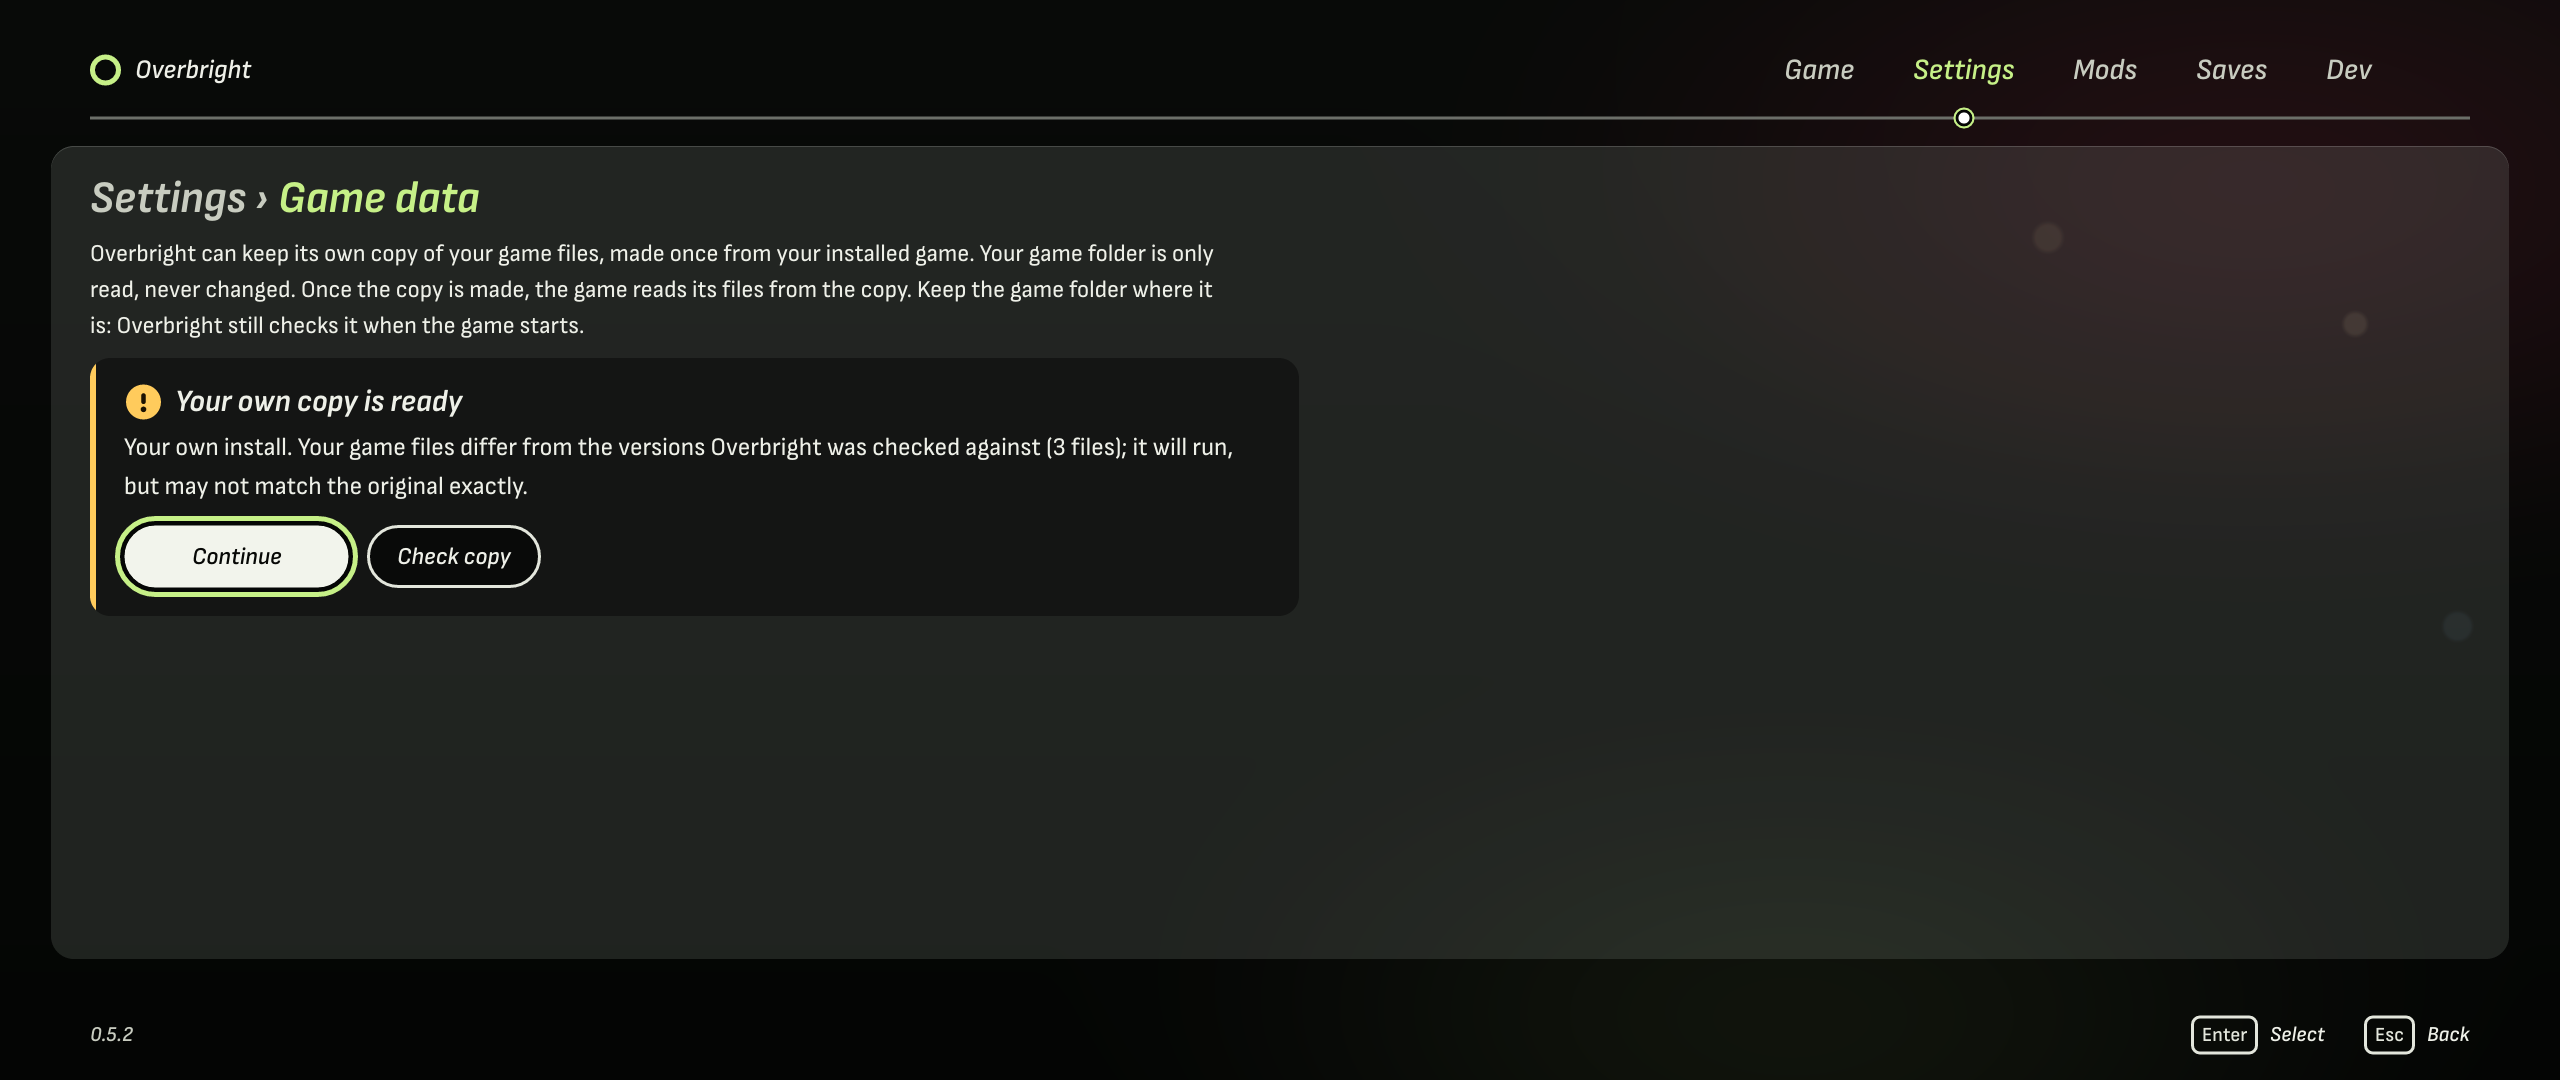 Overbright
Game
Settings
Mods
Saves
Dev
Settings › Game data
Overbright can keep its own copy of your game files, made once from your installed game. Your game folder is only
read, never changed. Once the copy is made, the game reads its files from the copy. Keep the game folder where it
is: Overbright still checks it when the game starts.
Your own copy is ready
Your own install. Your game files differ from the versions Overbright was checked against (3 files); it will run,
but may not match the original exactly.
Continue
Check copy
0.5.2
Enter Select
Esc Back